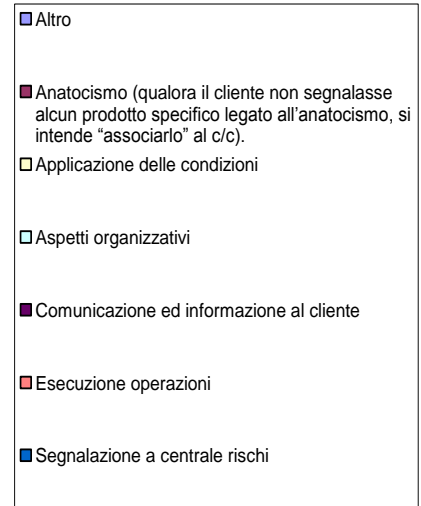 Altro
Anatocismo (qualora il cliente non segnalasse
alcun prodotto specifico legato all'anatocismo, si
intende “associarlo” al c/c).
Applicazione delle condizioni
Aspetti organizzativi
Comunicazione ed informazione al cliente
Esecuzione operazioni
Segnalazione a centrale rischi